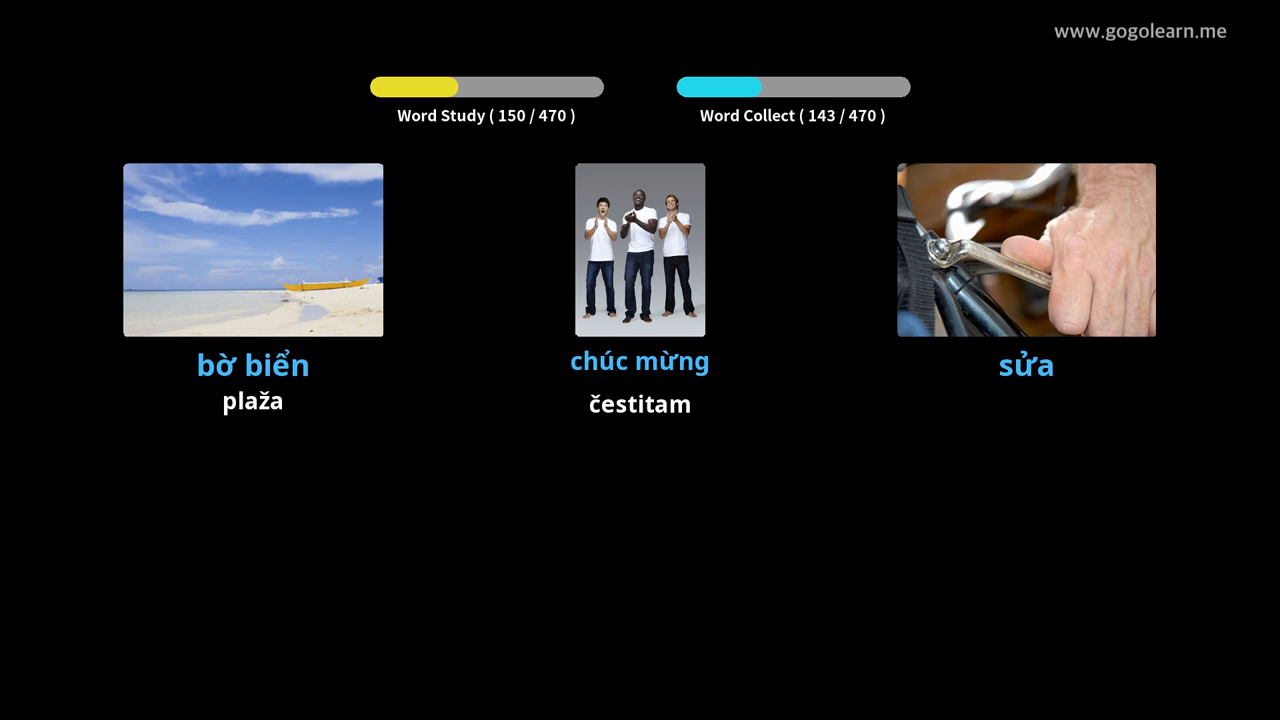 www.gogolearn.me
Word Study ( 150 / 470 )
Word Collect ( 143 / 470 )
bờ biển
plaža
chúc mừng
čestitam
sửa